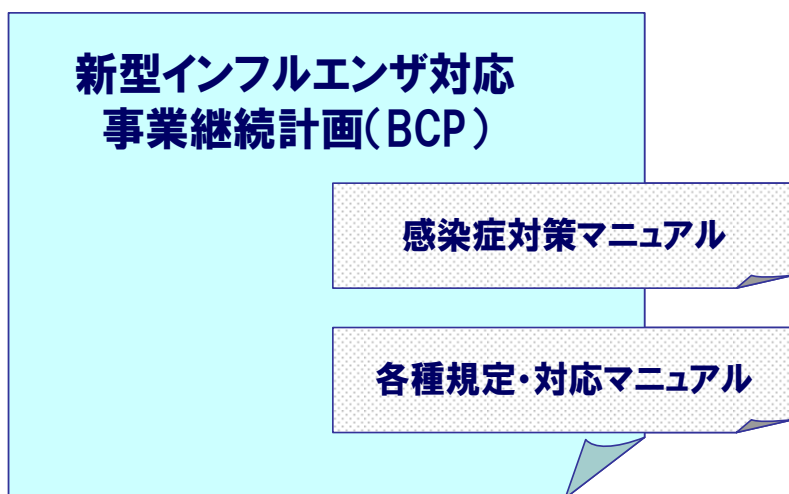 新型インフルエンザ対応
事業継続計画(BCP)
感染症対策マニュアル
各種規定・対応マニュアル